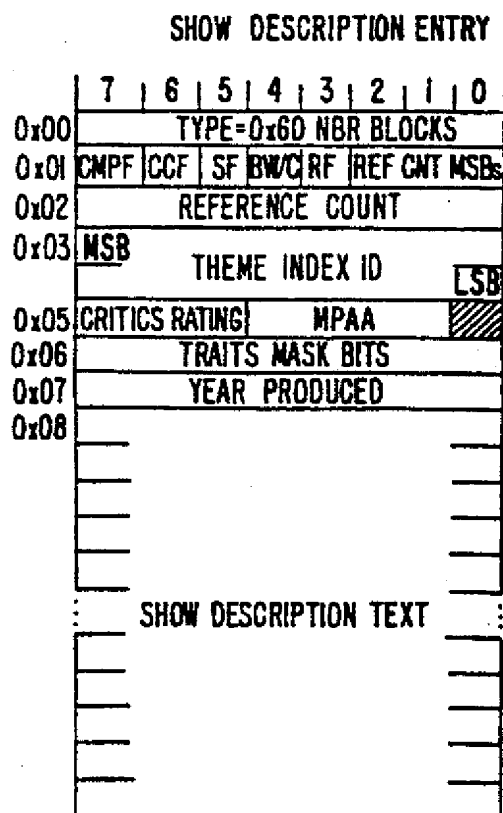 SHOW DESCRIPTION ENTRY
7 6 5 4 3 2 1 0
0x00 TYPE=0x60 NBR BLOCKS
0x01 CMPF CCF SF BW/C RF REF CNT MSBs
0x02 REFERENCE COUNT
0x03 MSB
THEME INDEX ID
LSB
0x05 CRITICS RATING MPAA
0x06 TRAITS MASK BITS
0x07 YEAR PRODUCED
0x08
SHOW DESCRIPTION TEXT